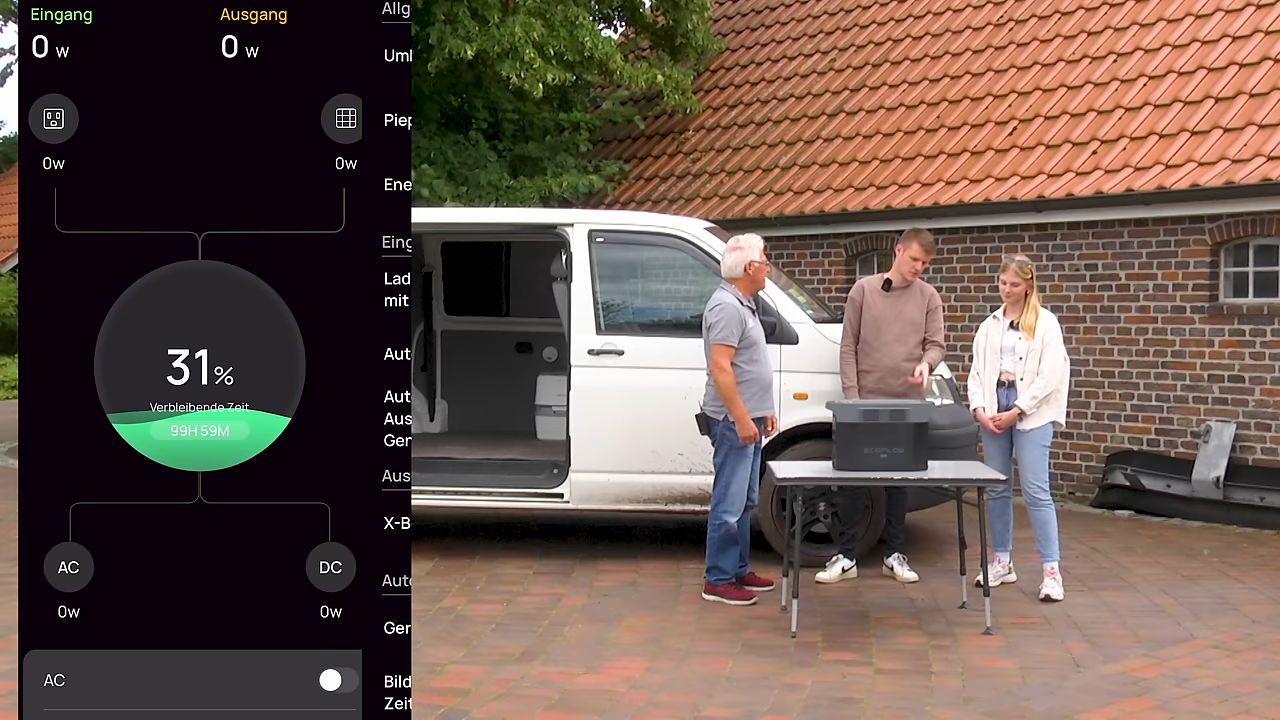 Eingang
Ausgang
0 W
0 W
0w
0w
31%
Verbleibende Zeit
99H 59M
AC
DC
0w
0w
AC
Allg
Uml
Piep
Ene
Eing
Lad
mit
Aut
Aut
Aus
Ger
Aus
X-B
Auto
Ger
Bild
Zeit
ECOFLOW